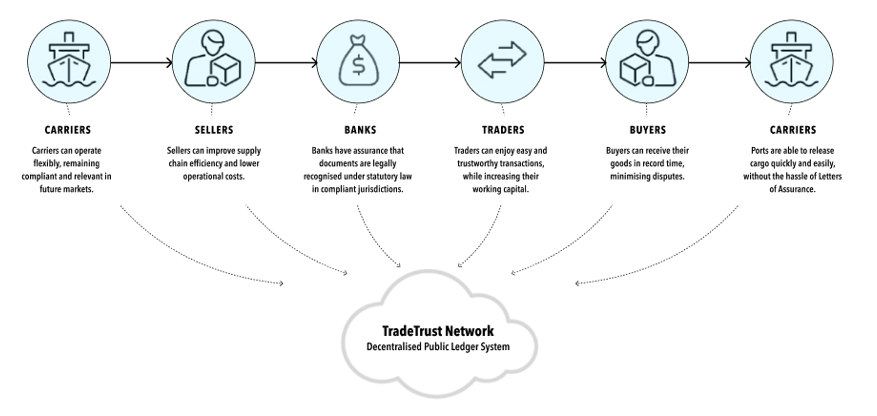 $
CARRIERS
Carriers can operate
flexibly, remaining
compliant and relevant in
future markets.
SELLERS
Sellers can improve supply
chain efficiency and lower
operational costs.
BANKS
Banks have assurance that
documents are legally
recognised under statutory law
in compliant jurisdictions.
TRADERS
Traders can enjoy easy and
trustworthy transactions,
while increasing their
working capital.
BUYERS
Buyers can receive their
goods in record time,
minimising disputes.
CARRIERS
Ports are able to release
cargo quickly and easily,
without the hassle of Letters
of Assurance.
TradeTrust Network
Decentralised Public Ledger System